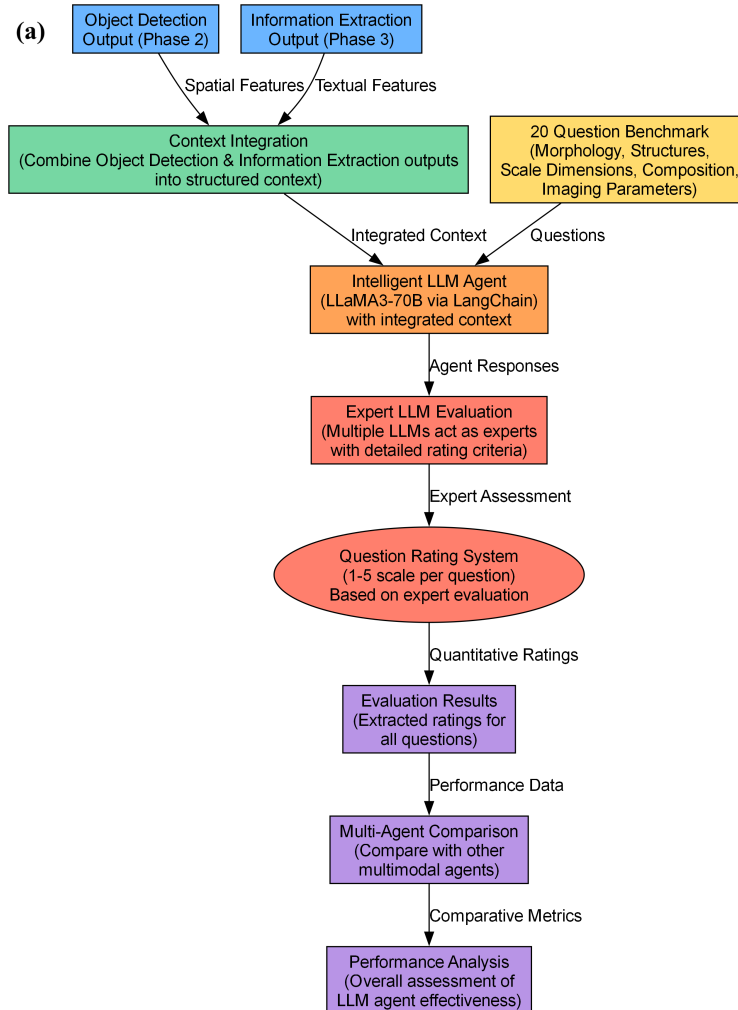 (a)
Object Detection
Output (Phase 2)
Information Extraction
Output (Phase 3)
Spatial Features
Textual Features
Context Integration
(Combine Object Detection & Information Extraction outputs
into structured context)
20 Question Benchmark
(Morphology, Structures,
Scale Dimensions, Composition,
Imaging Parameters)
Integrated Context
Questions
Intelligent LLM Agent
(LLaMA3-70B via LangChain)
with integrated context
Agent Responses
Expert LLM Evaluation
(Multiple LLMs act as experts
with detailed rating criteria)
Expert Assessment
Question Rating System
(1-5 scale per question)
Based on expert evaluation
Quantitative Ratings
Evaluation Results
(Extracted ratings for
all questions)
Performance Data
Multi-Agent Comparison
(Compare with other
multimodal agents)
Comparative Metrics
Performance Analysis
(Overall assessment of
LLM agent effectiveness)